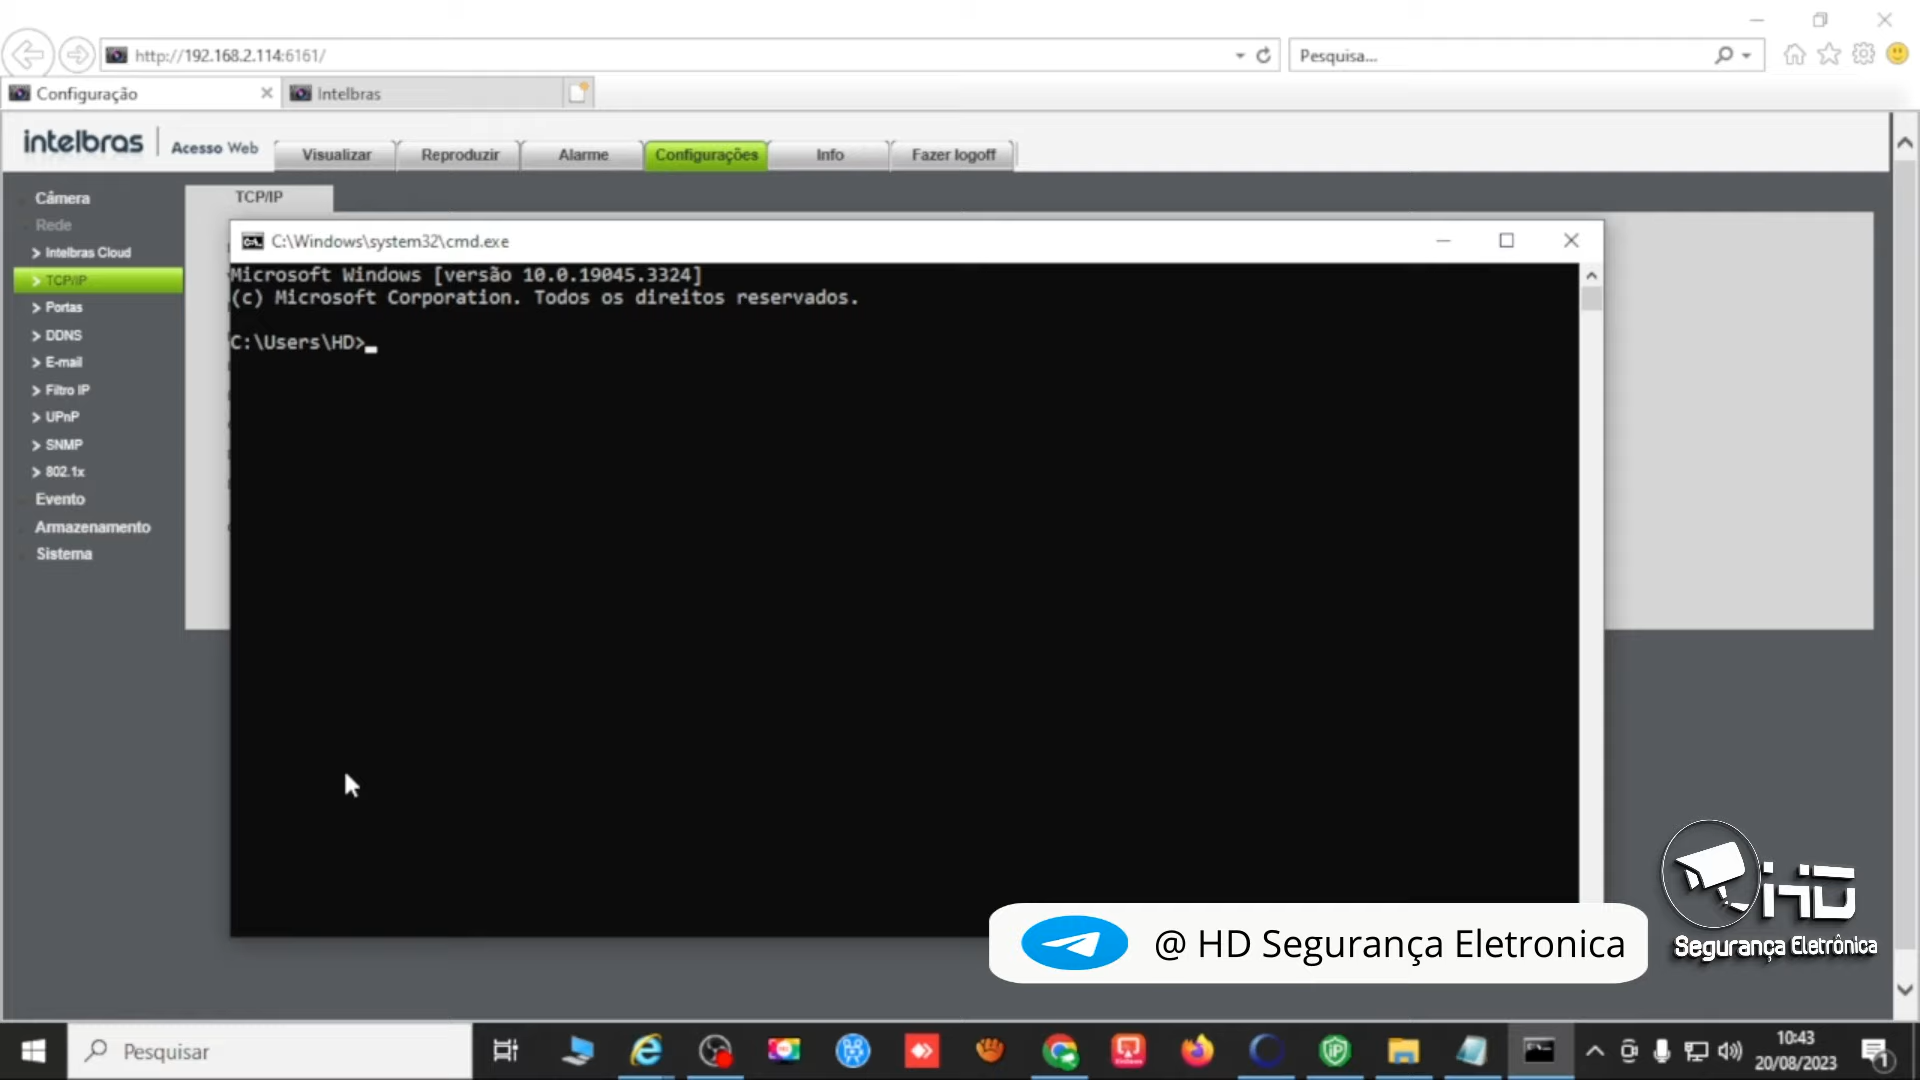 http://192.168.2.114:6161/
Pesquisa...
Configuração
Intelbras
intelbras
Acesso Web
Visualizar
Reproduzir
Alarme
Configurações
Info
Fazer logoff
Câmera
Rede
> Intelbras Cloud
> TCP/IP
> Portas
> DDNS
> E-mail
> Filtro IP
> UPnP
> SNMP
> 802.1x
Evento
Armazenamento
Sistema
TCP/IP
C:\Windows\system32\cmd.exe
Microsoft Windows [versão 10.0.19045.3324]
(c) Microsoft Corporation. Todos os direitos reservados.
C:\Users\HD>
@ HD Segurança Eletronica
HD
Segurança Eletrônica
Pesquisar
10:43
20/08/2023
1